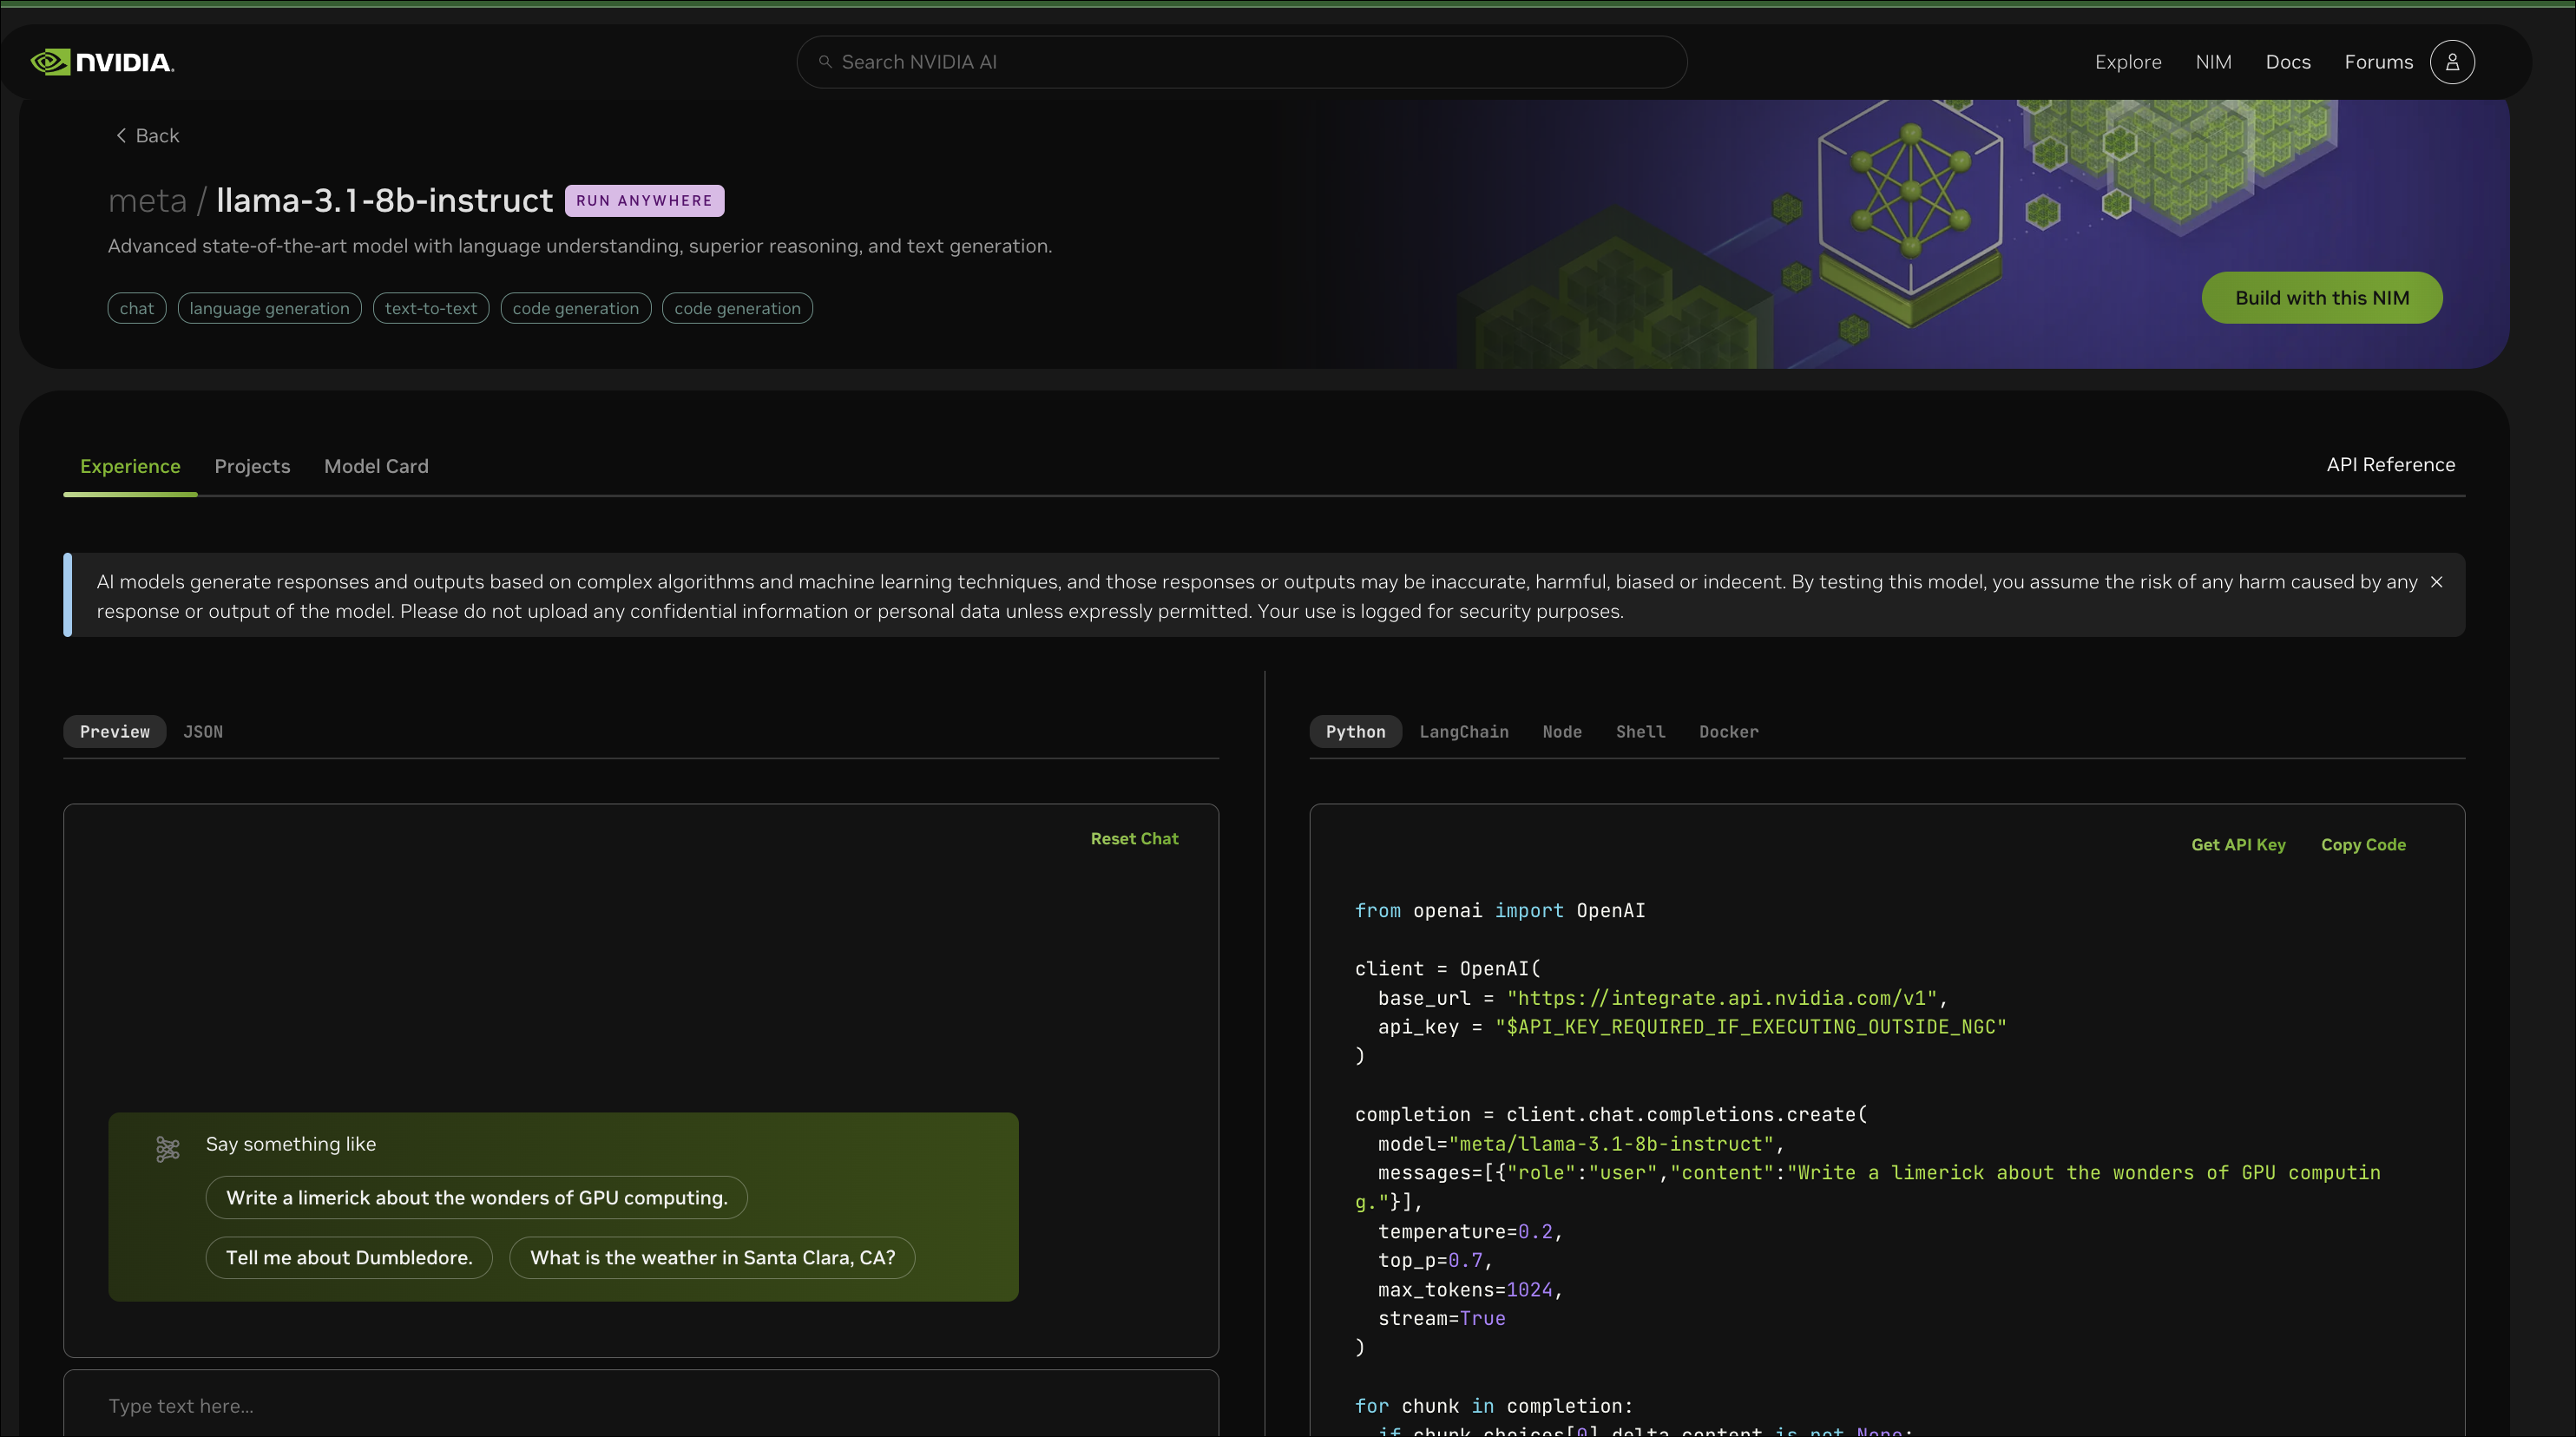 NVIDIA.
Search NVIDIA AI
Explore NIM Docs Forums
Back
meta / llama-3.1-8b-instruct RUN ANYWHERE
Advanced state-of-the-art model with language understanding, superior reasoning, and text generation.
chat language generation text-to-text code generation code generation
Build with this NIM
Experience Projects Model Card
API Reference
AI models generate responses and outputs based on complex algorithms and machine learning techniques, and those responses or outputs may be inaccurate, harmful, biased or indecent. By testing this model, you assume the risk of any harm caused by any
response or output of the model. Please do not upload any confidential information or personal data unless expressly permitted. Your use is logged for security purposes.
Preview JSON
Reset Chat
Say something like
Write a limerick about the wonders of GPU computing.
Tell me about Dumbledore. What is the weather in Santa Clara, CA?
Type text here...
Python LangChain Node Shell Docker
Get API Key Copy Code
from openai import OpenAI
client = OpenAI(
base_url = "https://integrate.api.nvidia.com/v1",
api_key = "$API_KEY_REQUIRED_IF_EXECUTING_OUTSIDE_NGC"
)
completion = client.chat.completions.create(
model="meta/llama-3.1-8b-instruct",
messages=[{"role":"user","content":"Write a limerick about the wonders of GPU computin
g."}],
temperature=0.2,
top_p=0.7,
max_tokens=1024,
stream=True
)
for chunk in completion:
if chunk.choices[0].delta.content is not None: